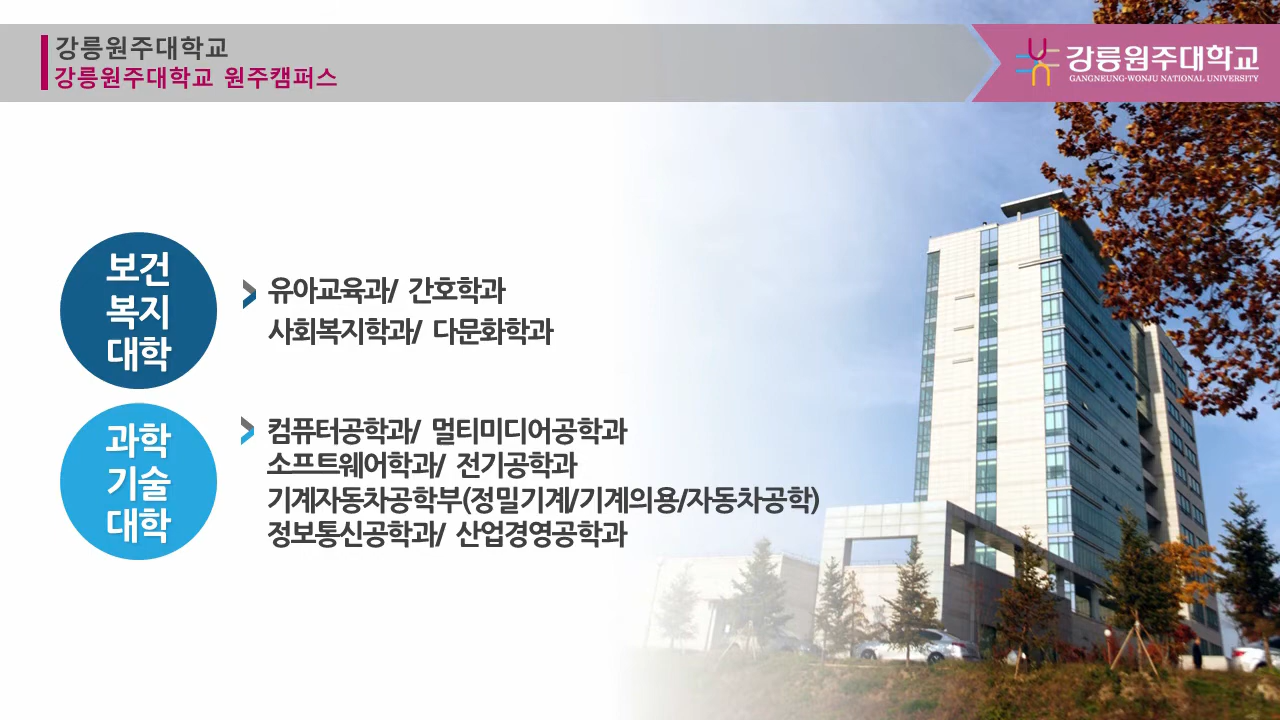 강릉원주대학교
강릉원주대학교 원주캠퍼스
강릉원주대학교
GANGNEUNG-WONJU NATIONAL UNIVERSITY
보건
복지
대학
유아교육과/ 간호학과
사회복지학과/ 다문화학과
과학
기술
대학
컴퓨터공학과/ 멀티미디어공학과
소프트웨어학과/ 전기공학과
기계자동차공학부(정밀기계/기계의용/자동차공학)
정보통신공학과/ 산업경영공학과